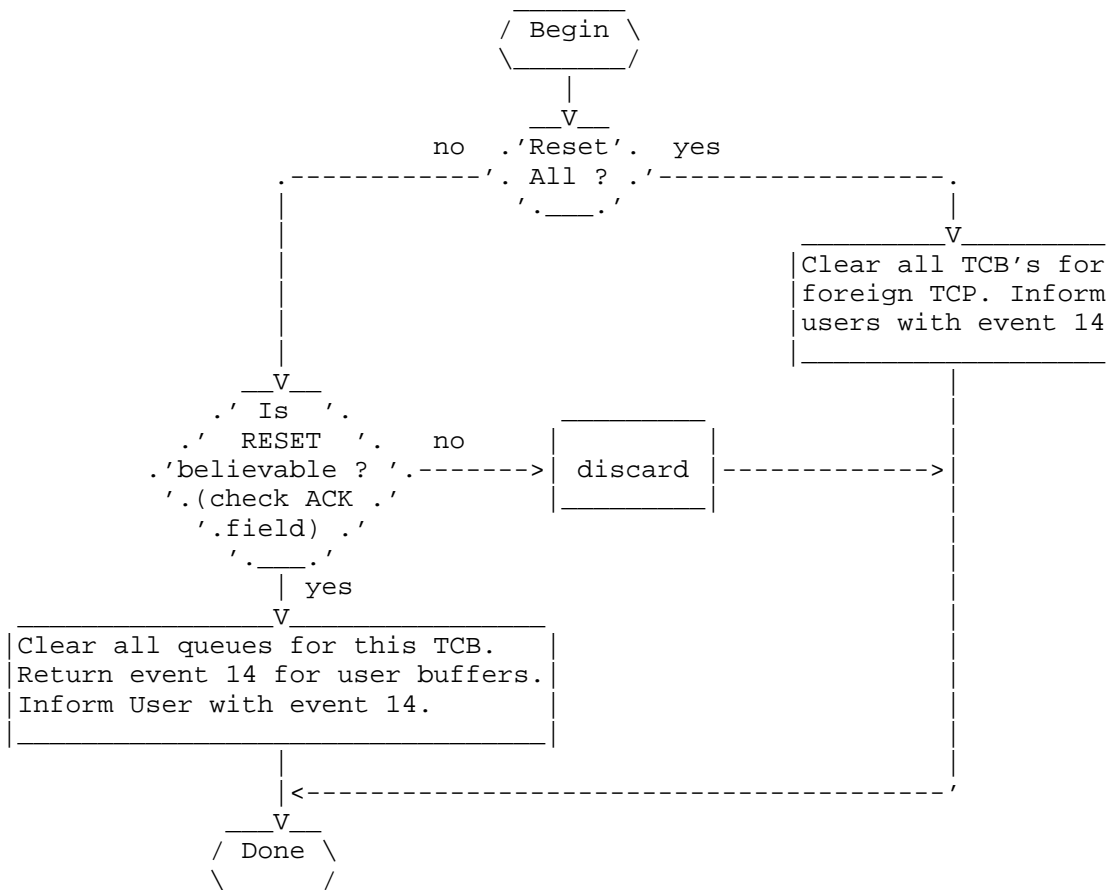 Begin
no Reset yes
All ?
Clear all TCB's for
foreign TCP. Inform
users with event 14
Is
RESET no
believable ? discard
(check ACK
field)
yes
Clear all queues for this TCB.
Return event 14 for user buffers.
Inform User with event 14.
Done